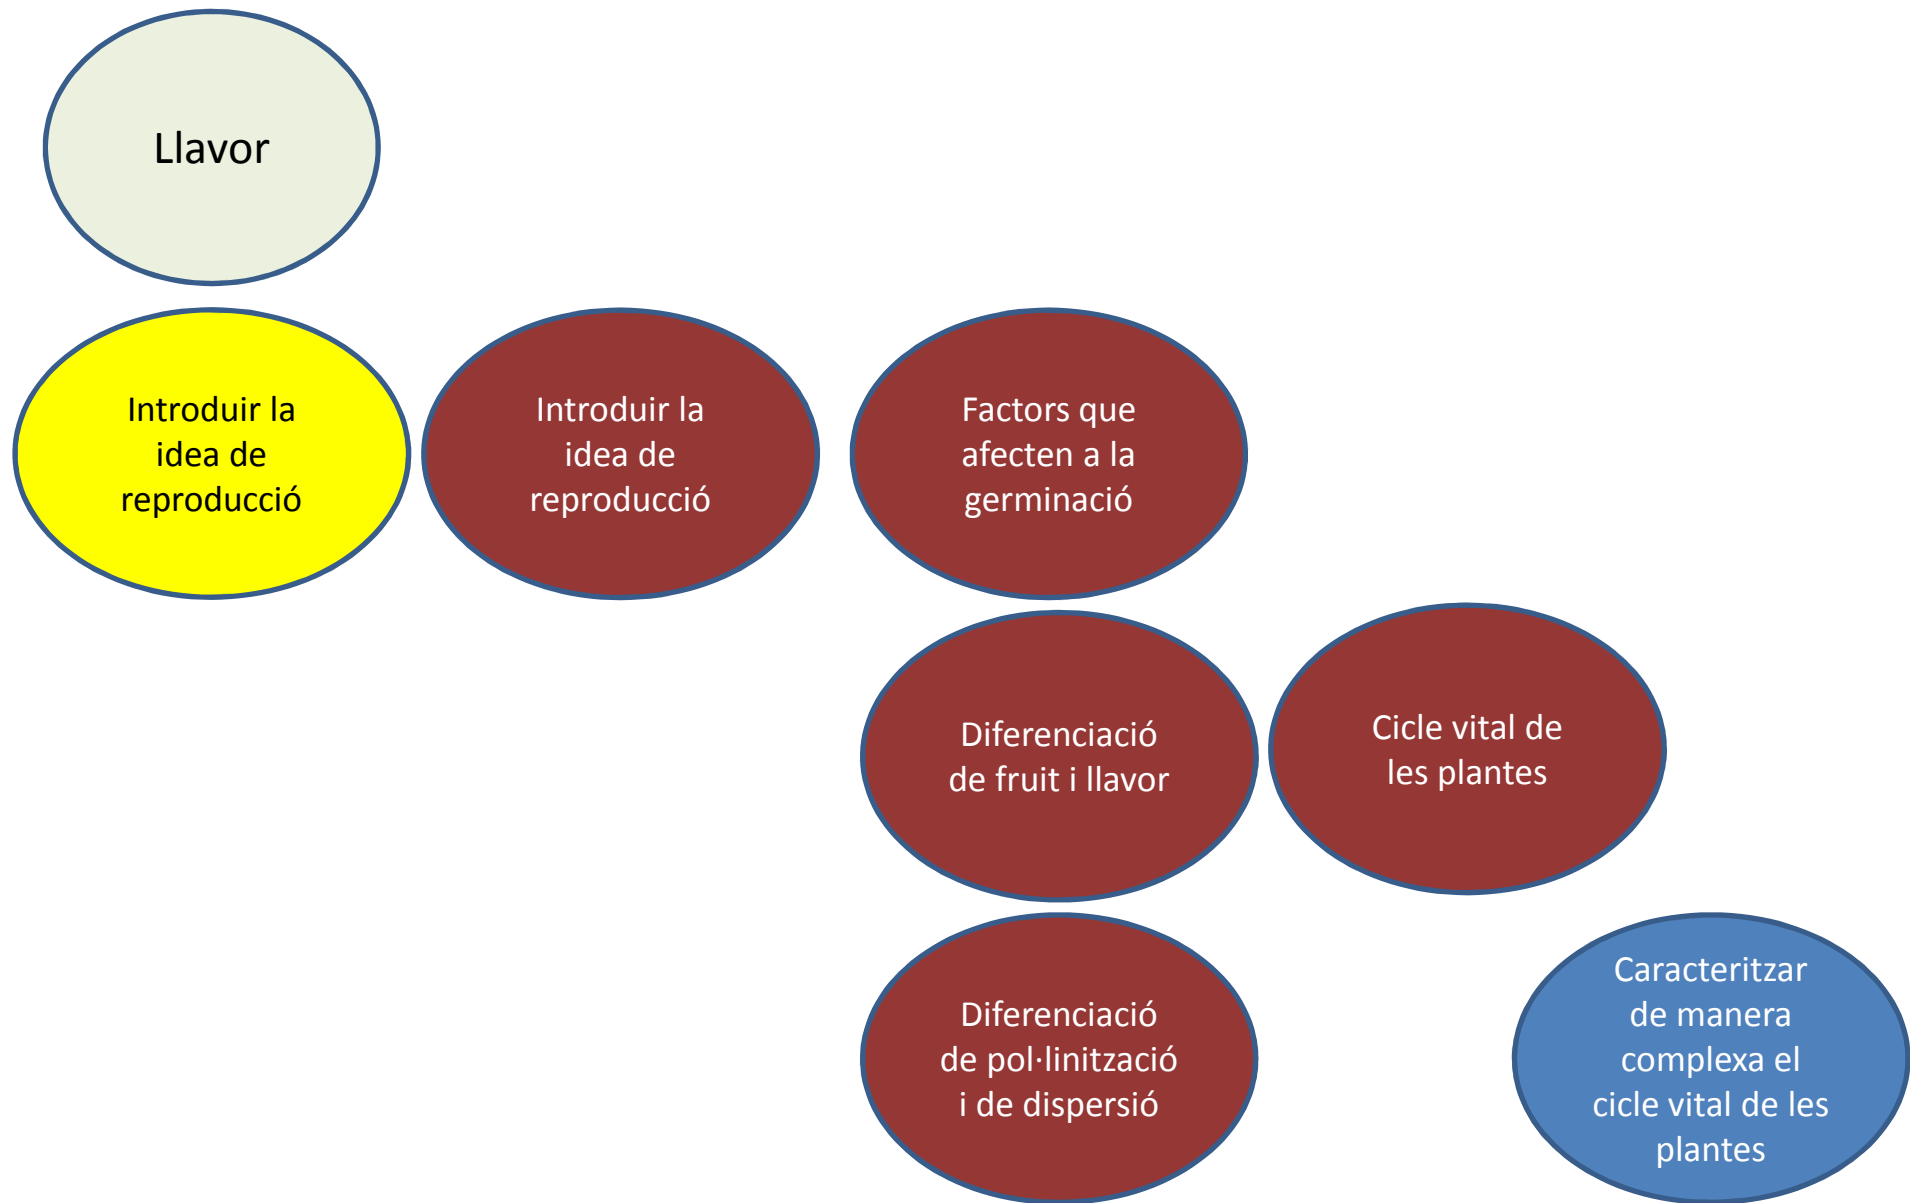 Llavor
Introduir la
idea de
reproducció
Introduir la
idea de
reproducció
Factors que
afecten a la
germinació
Diferenciació
de fruit i llavor
Cicle vital de
les plantes
Diferenciació
de pol·linització
i de dispersió
Caracteritzar
de manera
complexa el
cicle vital de les
plantes